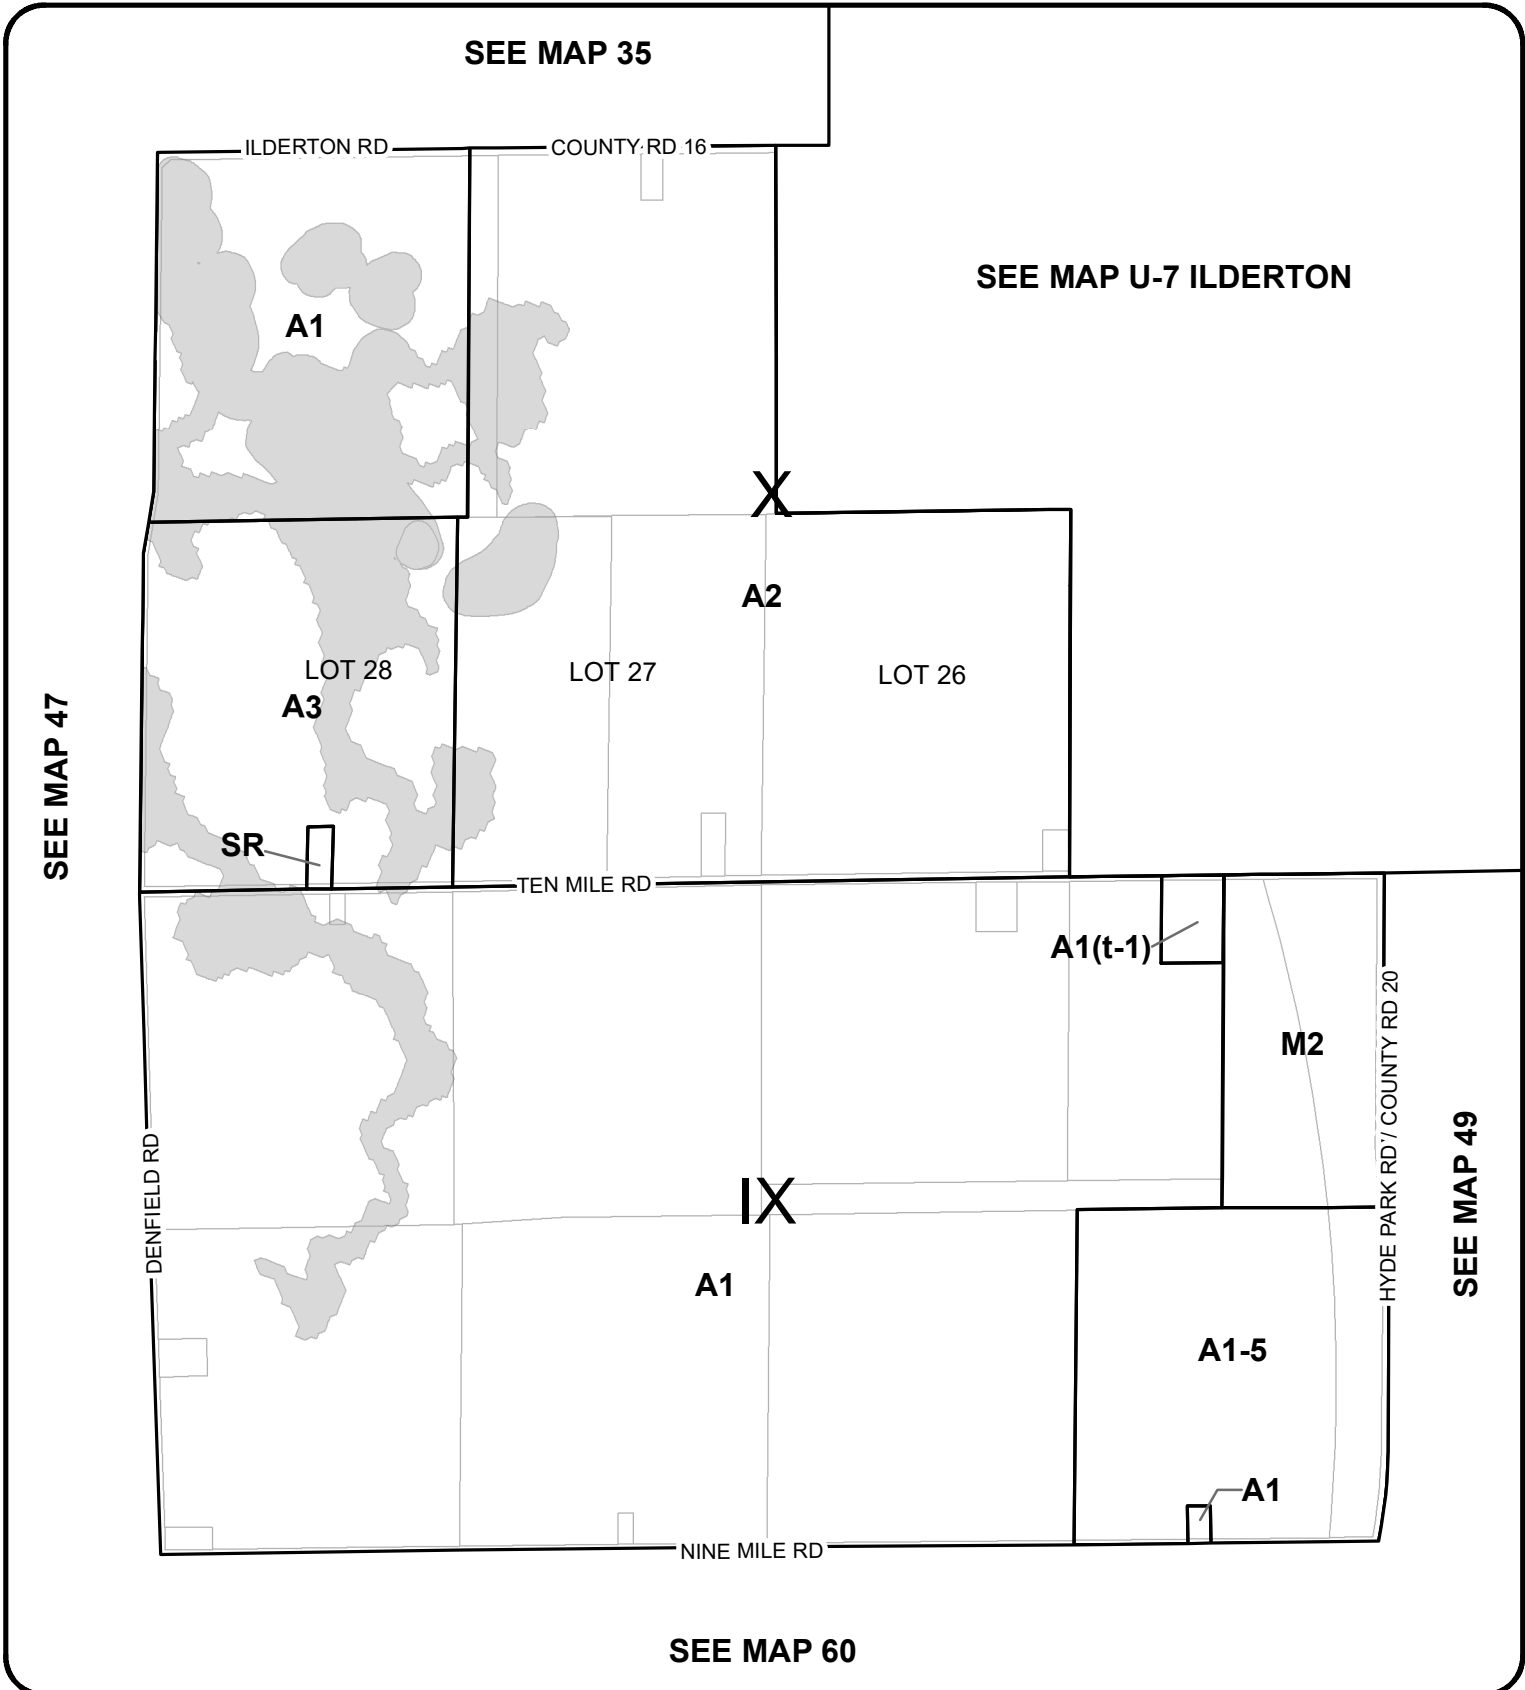 SEE MAP 35
ILDERTON RD
COUNTY RD 16
SEE MAP U-7 ILDERTON
A1
X
A2
LOT 28
LOT 27
LOT 26
A3
SEE MAP 47
SR
TEN MILE RD
A1(t-1)
M2
HYDE PARK RD / COUNTY RD 20
DENFIELD RD
SEE MAP 49
IX
A1
A1-5
A1
NINE MILE RD
SEE MAP 60